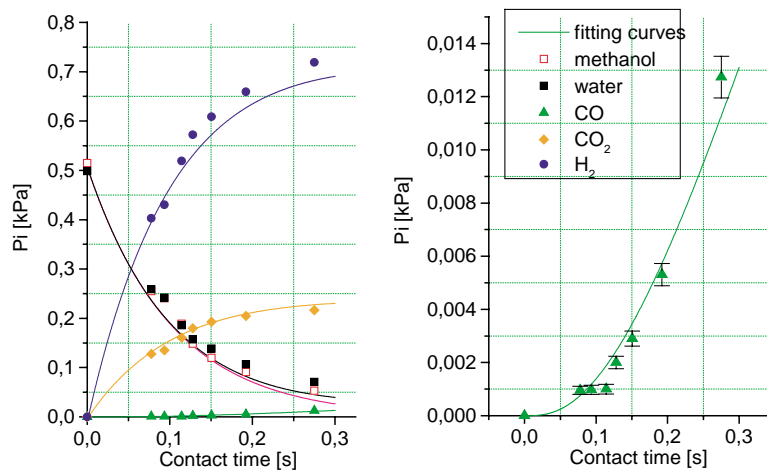 0,8
0,7
0,6
0,5
0,4
0,3
0,2
0,1
0,0
Pi [kPa]
0,0 0,1 0,2 0,3
Contact time [s]
0,014
0,012
0,010
0,008
0,006
0,004
0,002
0,000
Pi [kPa]
fitting curves
methanol
water
CO
CO₂
H₂
0,0 0,1 0,2 0,3
Contact time [s]